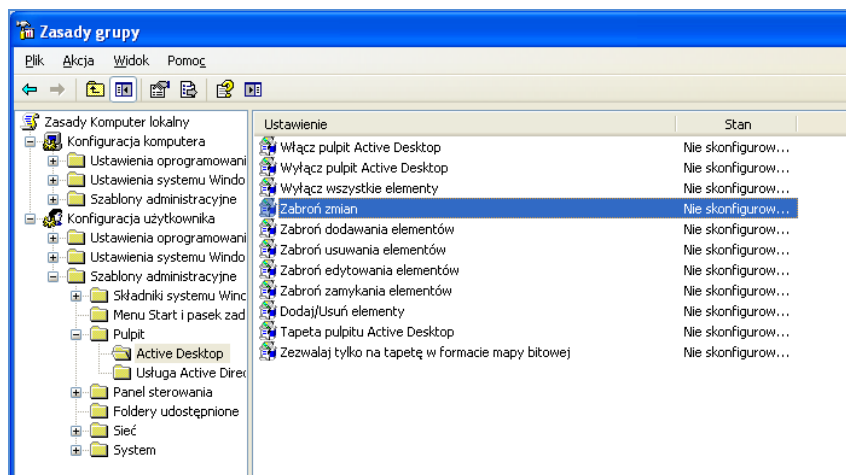 Zasady grupy
Plik Akcja Widok Pomoc
Zasady Komputer lokalny
Konfiguracja komputera
Ustawienia oprogramowani
Ustawienia systemu Windo
Szablony administracyjne
Konfiguracja użytkownika
Ustawienia oprogramowani
Ustawienia systemu Windo
Szablony administracyjne
Składniki systemu Winc
Menu Start i pasek zad
Pulpit
Active Desktop
Usługa Active Direc
Panel sterowania
Foldery udostępnione
Sieć
System
Ustawienie Stan
Włącz pulpit Active Desktop Nie skonfigurow...
Wyłącz pulpit Active Desktop Nie skonfigurow...
Wyłącz wszystkie elementy Nie skonfigurow...
Zabroń zmian Nie skonfigurow...
Zabroń dodawania elementów Nie skonfigurow...
Zabroń usuwania elementów Nie skonfigurow...
Zabroń edytowania elementów Nie skonfigurow...
Zabroń zamykania elementów Nie skonfigurow...
Dodaj/Usuń elementy Nie skonfigurow...
Tapeta pulpitu Active Desktop Nie skonfigurow...
Zezwalaj tylko na tapetę w formacie mapy bitowej Nie skonfigurow...